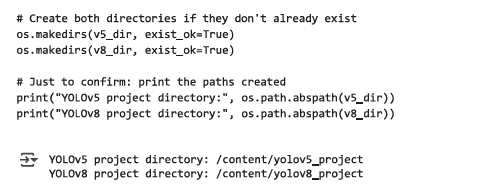 # Create both directories if they don't already exist
os.makedirs(v5_dir, exist_ok=True)
os.makedirs(v8_dir, exist_ok=True)
# Just to confirm: print the paths created
print("YOLOv5 project directory:", os.path.abspath(v5_dir))
print("YOLOv8 project directory:", os.path.abspath(v8_dir))
YOLOv5 project directory: /content/yolov5_project
YOLOv8 project directory: /content/yolov8_project